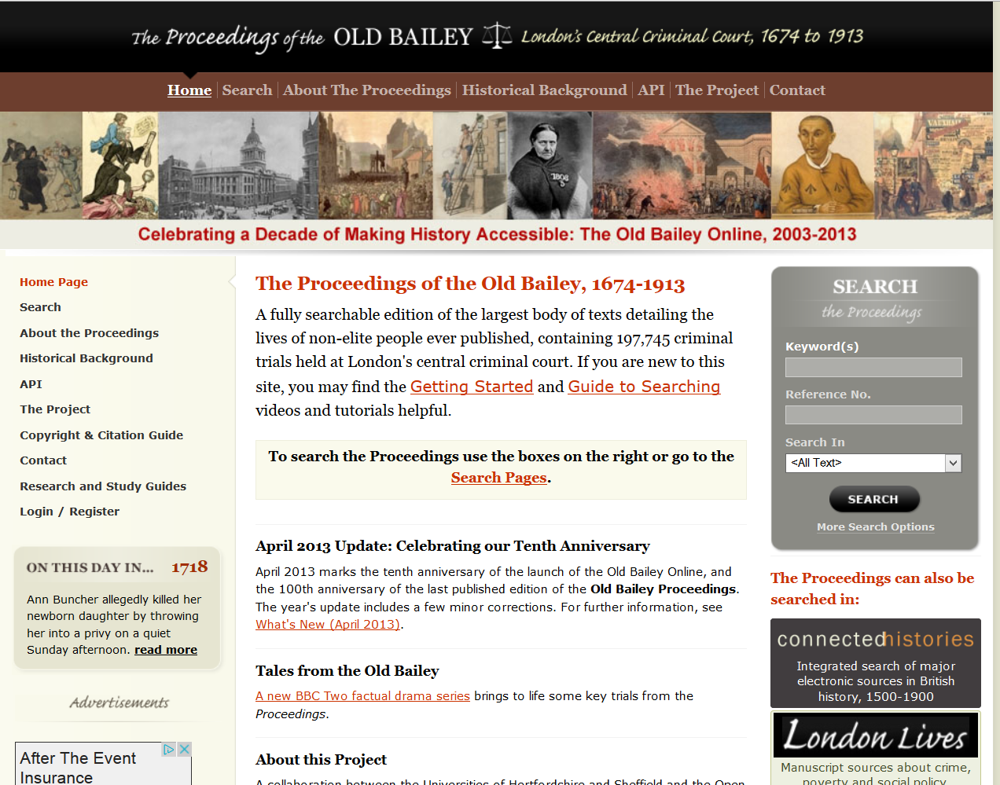 The Proceedings of the OLD BAILEY London's Central Criminal Court, 1674 to 1913
Home Search About The Proceedings Historical Background API The Project Contact
1808
VAUXHALL
Celebrating a Decade of Making History Accessible: The Old Bailey Online, 2003-2013
Home Page
Search
About the Proceedings
Historical Background
API
The Project
Copyright & Citation Guide
Contact
Research and Study Guides
Login / Register
ON THIS DAY IN... 1718
Ann Buncher allegedly killed her
newborn daughter by throwing
her into a privy on a quiet
Sunday afternoon. read more
Advertisements
After The Event
Insurance
The Proceedings of the Old Bailey, 1674-1913
A fully searchable edition of the largest body of texts detailing the
lives of non-elite people ever published, containing 197,745 criminal
trials held at London's central criminal court. If you are new to this
site, you may find the Getting Started and Guide to Searching
videos and tutorials helpful.
To search the Proceedings use the boxes on the right or go to the
Search Pages.
April 2013 Update: Celebrating our Tenth Anniversary
April 2013 marks the tenth anniversary of the launch of the Old Bailey Online, and
the 100th anniversary of the last published edition of the Old Bailey Proceedings.
The year's update includes a few minor corrections. For further information, see
What's New (April 2013).
Tales from the Old Bailey
A new BBC Two factual drama series brings to life some key trials from the
Proceedings.
About this Project
A collaboration between the Universities of Hertfordshire and Sheffield and the Open
SEARCH
the Proceedings
Keyword(s)
Reference No.
Search In
<All Text>
SEARCH
More Search Options
The Proceedings can also be
searched in:
connectedhistories
Integrated search of major
electronic sources in British
history, 1500-1900
London Lives
Manuscript sources about crime,
poverty and social policy